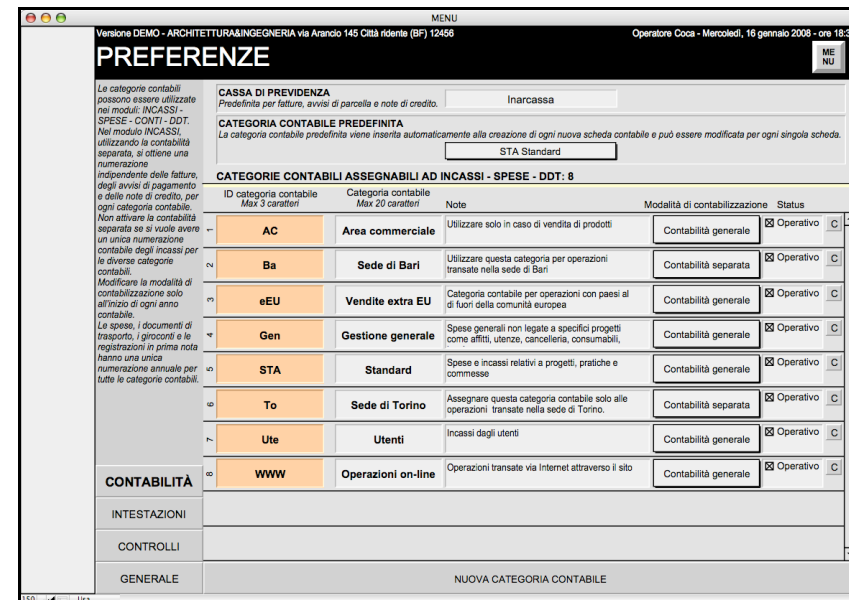 MENU
Versione DEMO - ARCHITETTURA&INGEGNERIA via Arancio 145 Città ridente (BF) 12456
Operatore Coca - Mercoledì, 16 gennaio 2008 - ore 18:3
PREFERENZE
ME
NU
Le categorie contabili
possono essere utilizzate
nei moduli: INCASSI -
SPESE - CONTI - DDT.
Nel modulo INCASSI,
utilizzando la contabilità
separata, si ottiene una
numerazione
indipendente delle fatture,
degli avvisi di pagamento
e delle note di credito, per
ogni categoria contabile.
Non attivare la contabilità
separata se si vuole avere
un unica numerazione
contabile degli incassi per
le diverse categorie
contabili.
Modificare la modalità di
contabilizzazione solo
all'inizio di ogni anno
contabile.
Le spese, i documenti di
trasporto, i giroconti e le
registrazioni in prima nota
hanno una unica
numerazione annuale per
tutte le categorie contabili.
CONTABILITÀ
INTESTAZIONI
CONTROLLI
GENERALE
CASSA DI PREVIDENZA
Predefinita per fatture, avvisi di parcella e note di credito.
Inarcassa
CATEGORIA CONTABILE PREDEFINITA
La categoria contabile predefinita viene inserita automaticamente alla creazione di ogni nuova scheda contabile e può essere modificata per ogni singola scheda.
STA Standard
CATEGORIE CONTABILI ASSEGNABILI AD INCASSI - SPESE - DDT: 8
ID categoria contabile
Max 3 caratteri
Categoria contabile
Max 20 caratteri
Note
Modalità di contabilizzazione
Status
1
AC
Area commerciale
Utilizzare solo in caso di vendita di prodotti
Contabilità generale
Operativo
C
2
Ba
Sede di Bari
Utilizzare questa categoria per operazioni
transate nella sede di Bari
Contabilità separata
Operativo
C
3
eEU
Vendite extra EU
Categoria contabile per operazioni con paesi al
di fuori della comunità europea
Contabilità generale
Operativo
C
4
Gen
Gestione generale
Spese generali non legate a specifici progetti
come affitti, utenze, cancelleria, consumabili,
Contabilità generale
Operativo
C
5
STA
Standard
Spese e incassi relativi a progetti, pratiche e
commesse
Contabilità generale
Operativo
C
6
To
Sede di Torino
Assegnare questa categoria contabile solo alle
operazioni transate nella sede di Torino.
Contabilità separata
Operativo
C
7
Ute
Utenti
Incassi dagli utenti
Contabilità generale
Operativo
C
8
WWW
Operazioni on-line
Operazioni transate via Internet attraverso il sito
Contabilità generale
Operativo
C
NUOVA CATEGORIA CONTABILE